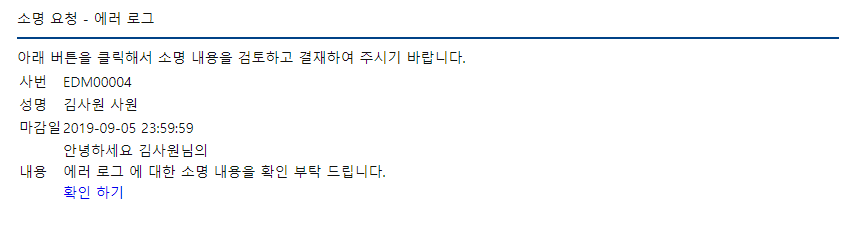 소명 요청 - 에러 로그
아래 버튼을 클릭해서 소명 내용을 검토하고 결재하여 주시기 바랍니다.
사번 EDM00004
성명 김사원 사원
마감일 2019-09-05 23:59:59
안녕하세요 김사원님의
내용 에러 로그 에 대한 소명 내용을 확인 부탁 드립니다.
확인 하기